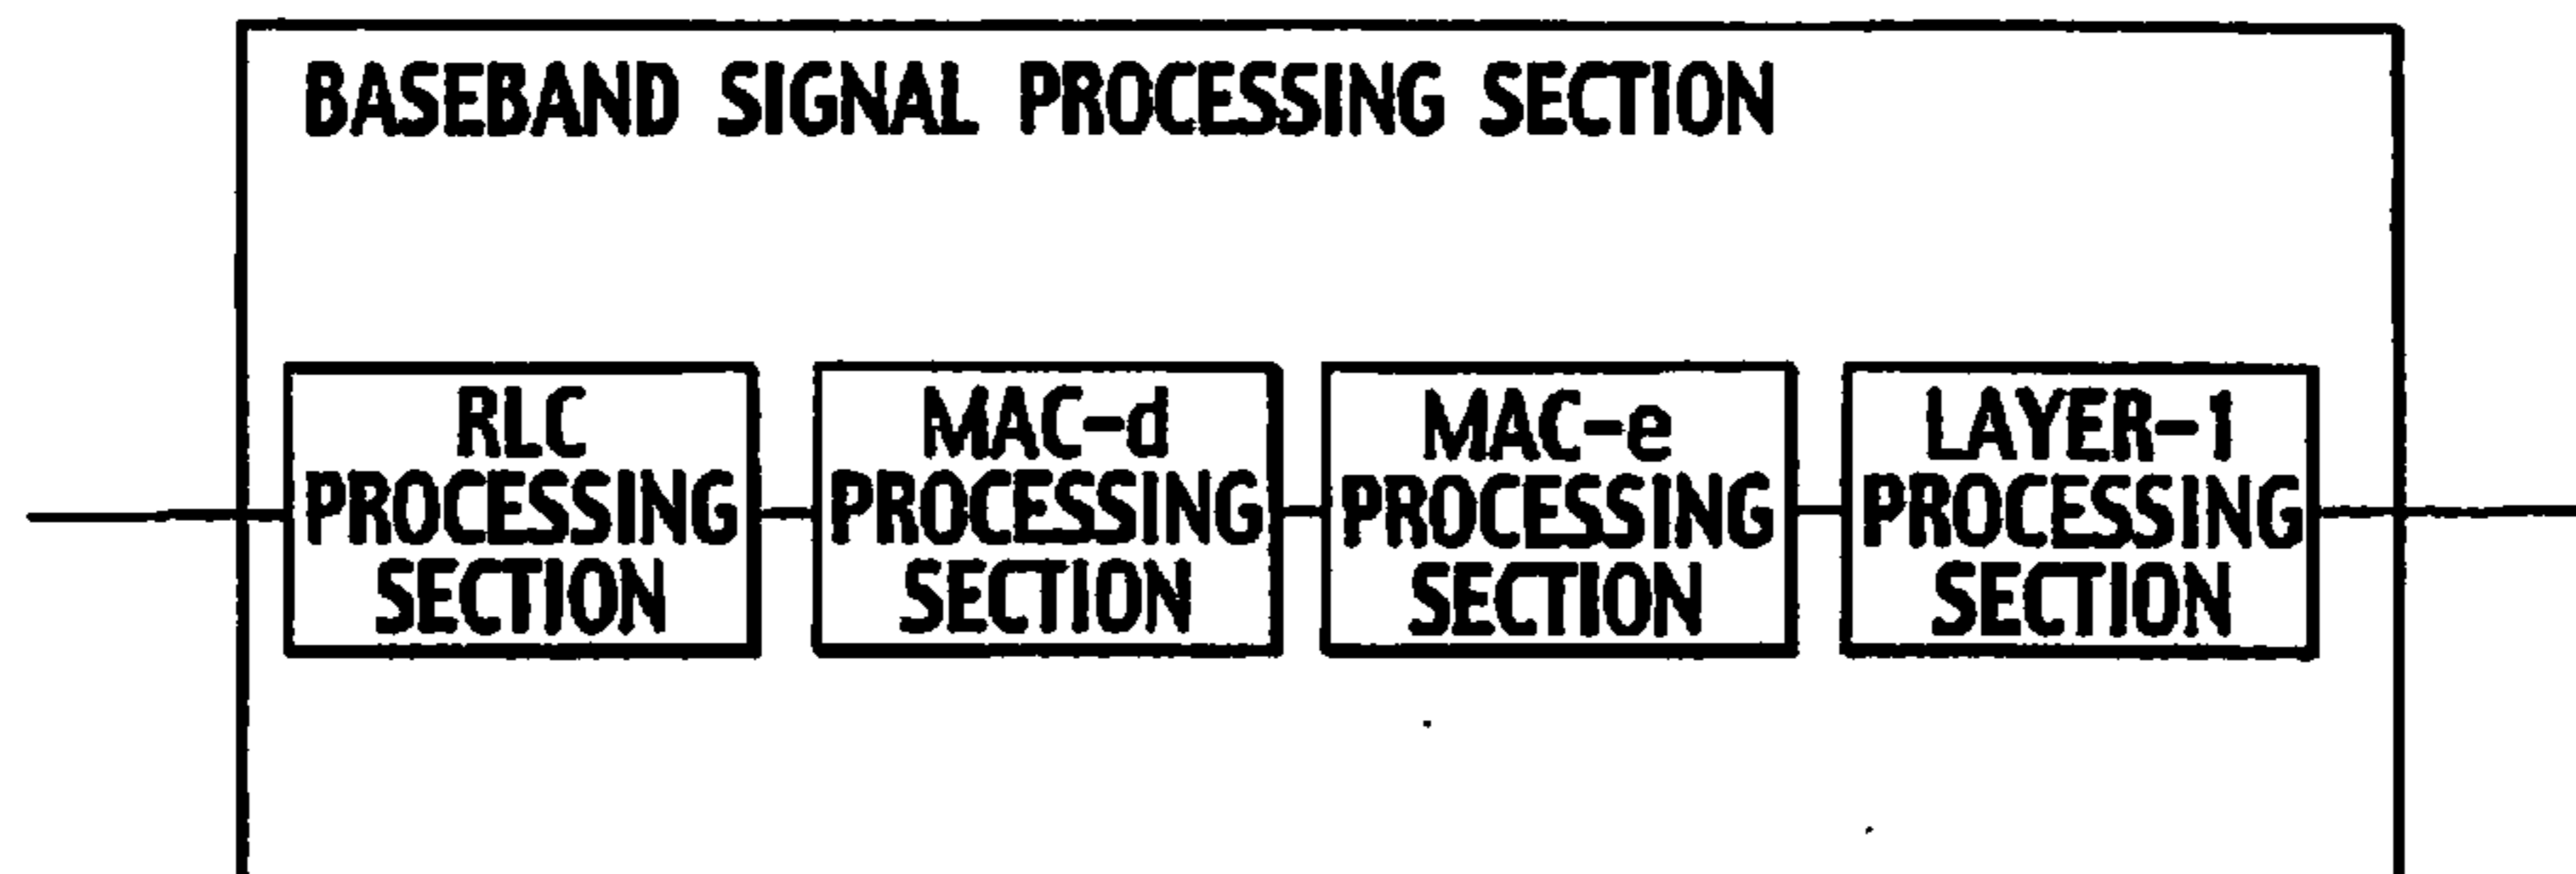 BASEBAND SIGNAL PROCESSING SECTION
RLC
PROCESSING
SECTION
MAC-d
PROCESSING
SECTION
MAC-e
PROCESSING
SECTION
LAYER-1
PROCESSING
SECTION